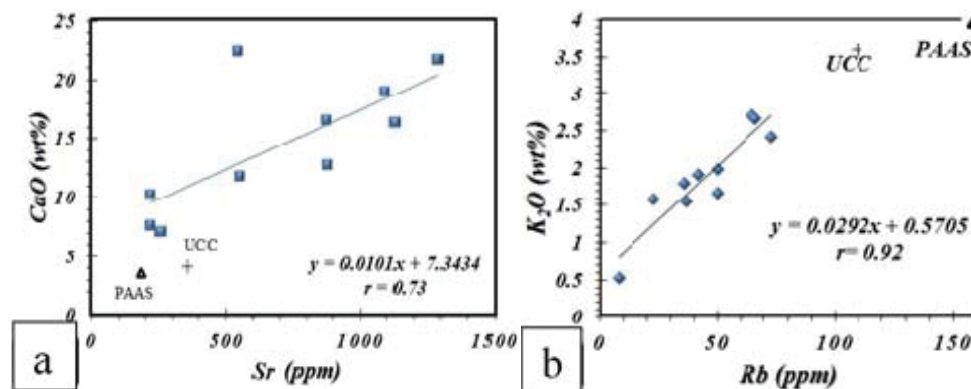 25
20
15
10
5
0
CaO (wt%)
UCC
PAAS
y = 0.0101x + 7.3434
r = 0.73
0 500 1000 1500
Sr (ppm)
a
4
3.5
3
2.5
2
1.5
1
0.5
0
K2O (wt%)
UCC
PAAS
y = 0.0292x + 0.5705
r= 0.92
0 50 100 150
Rb (ppm)
b